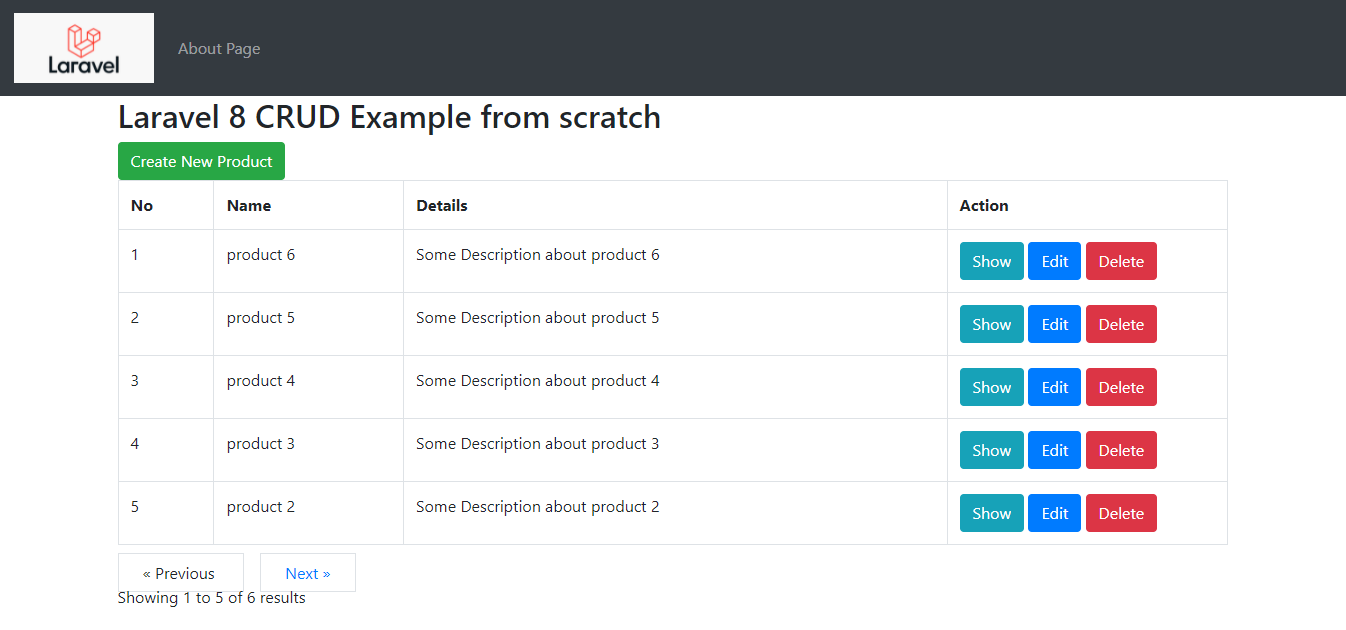 Laravel About Page
Laravel 8 CRUD Example from scratch
Create New Product
No Name Details Action
1 product 6 Some Description about product 6 Show Edit Delete
2 product 5 Some Description about product 5 Show Edit Delete
3 product 4 Some Description about product 4 Show Edit Delete
4 product 3 Some Description about product 3 Show Edit Delete
5 product 2 Some Description about product 2 Show Edit Delete
« Previous Next »
Showing 1 to 5 of 6 results